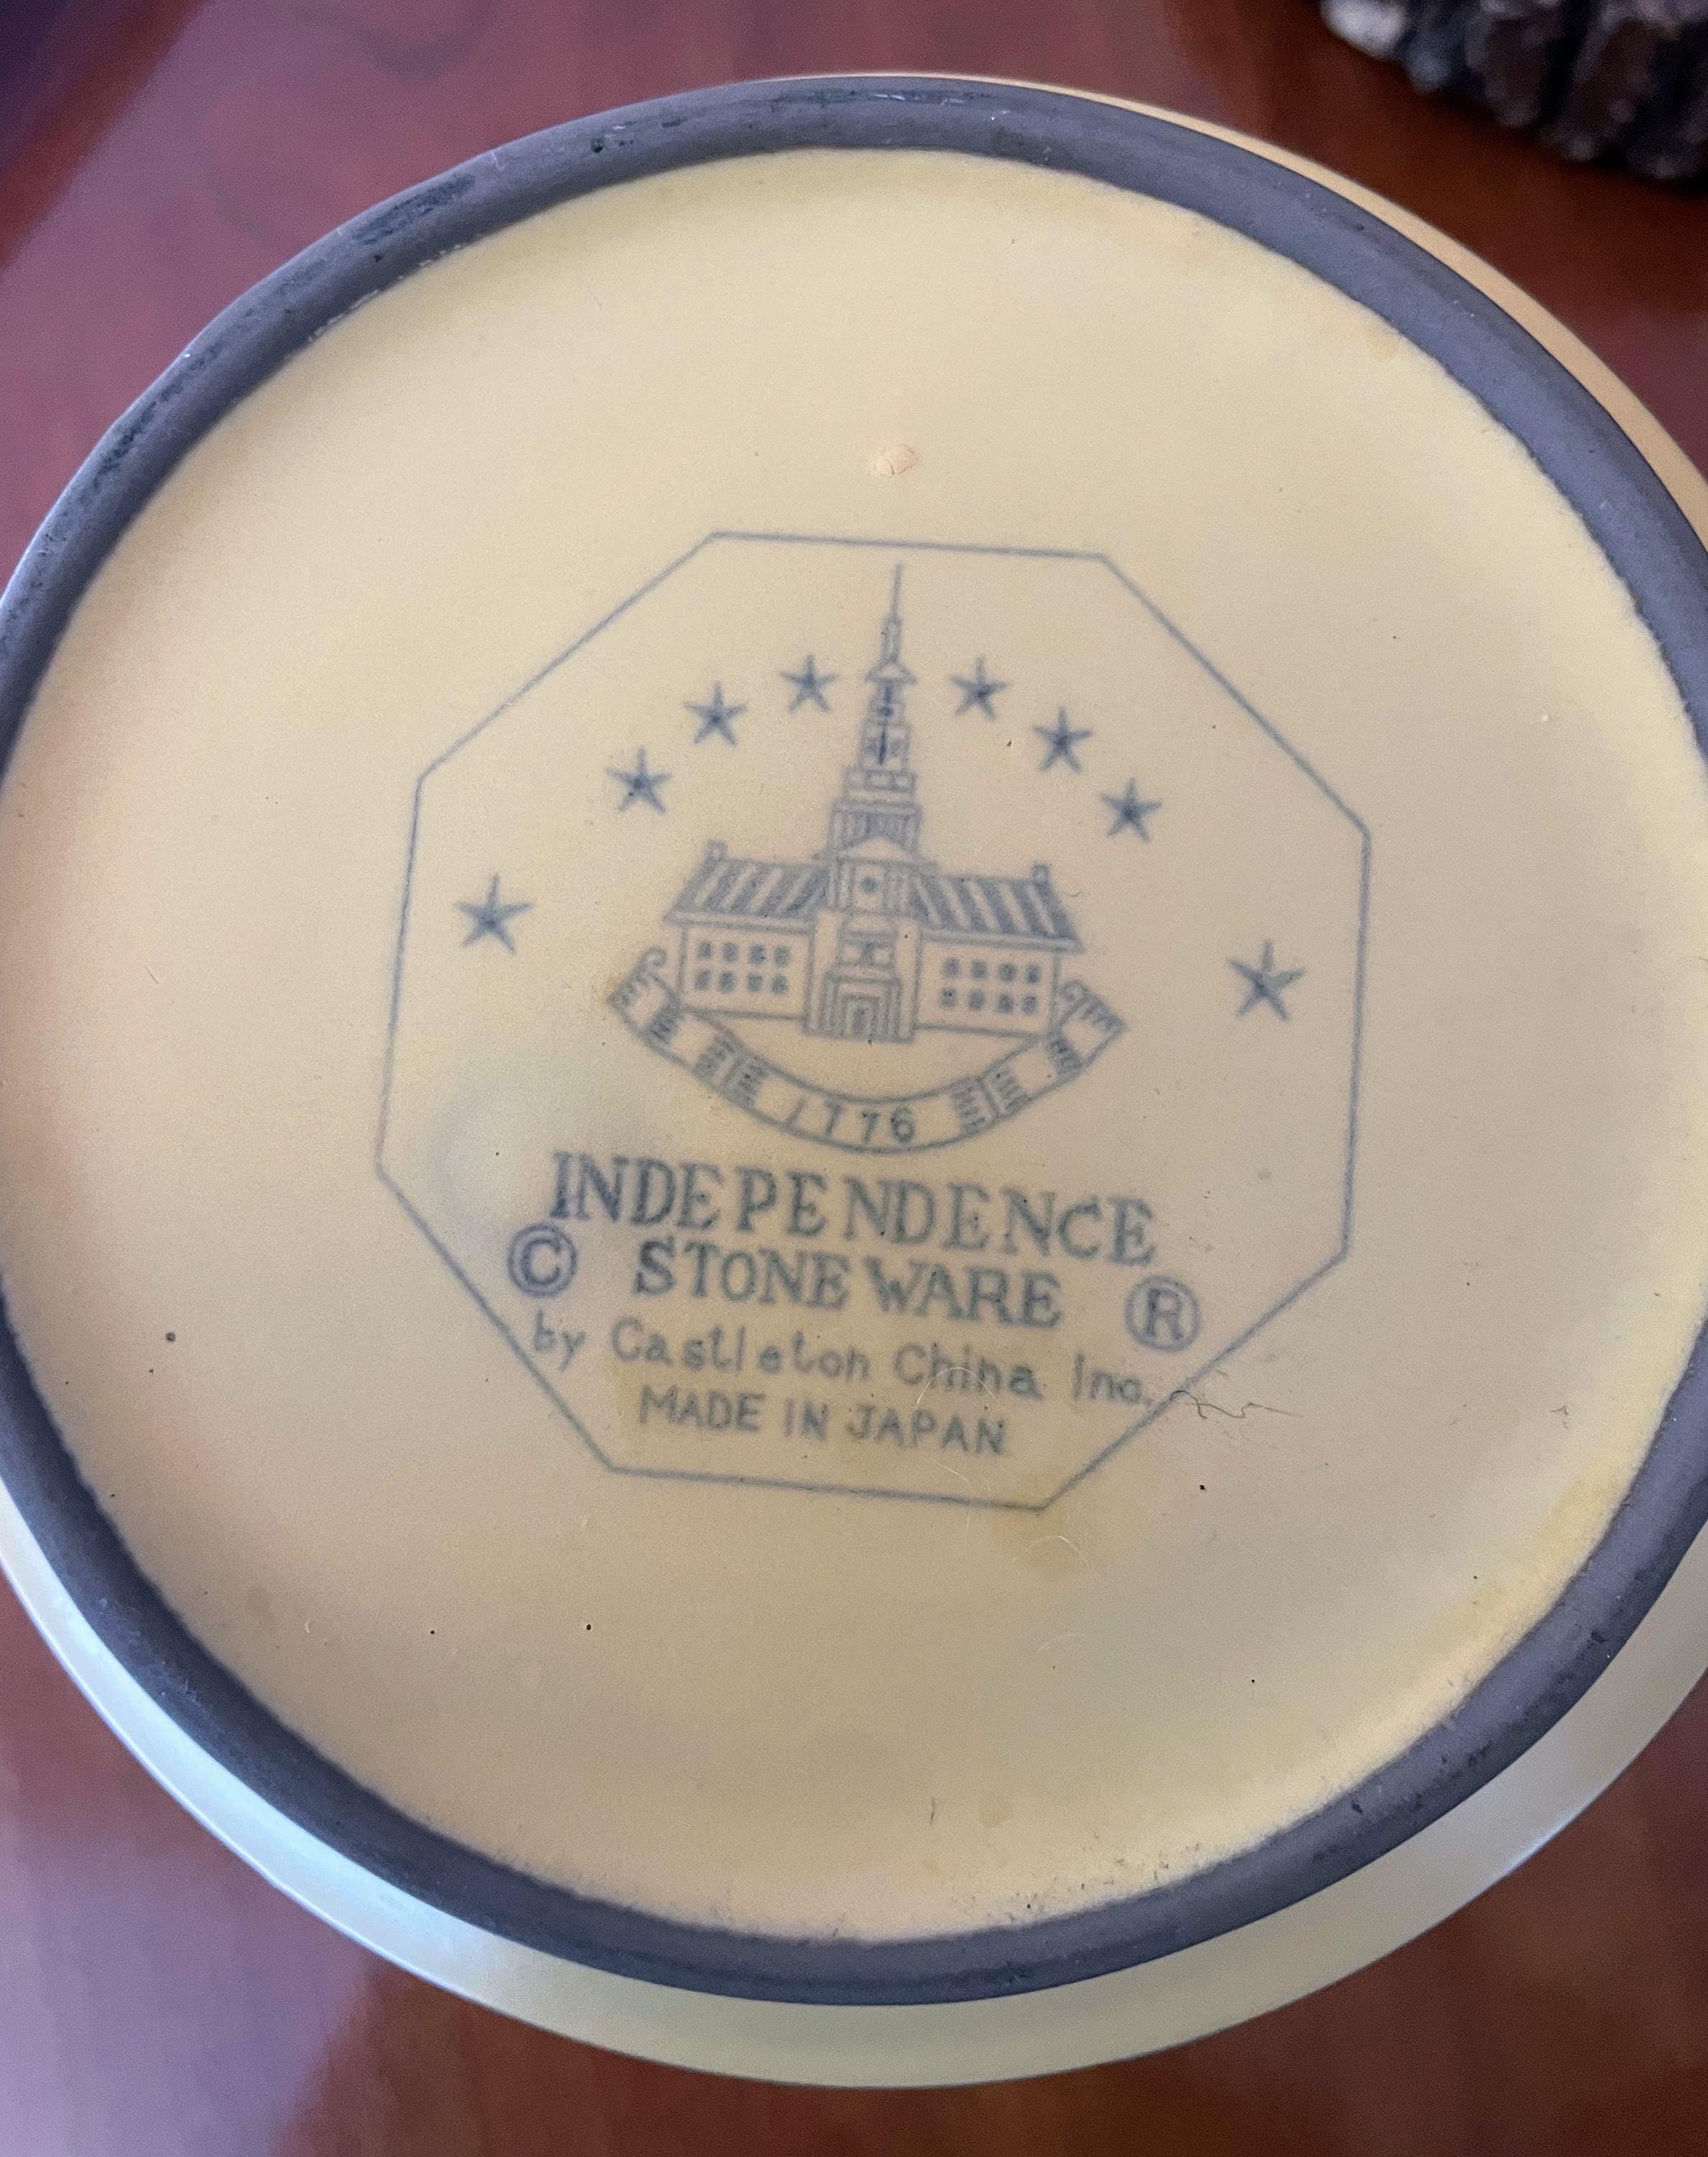 1776
INDEPENDENCE
© STONEWARE ®
by Castleton China Inc.
MADE IN JAPAN